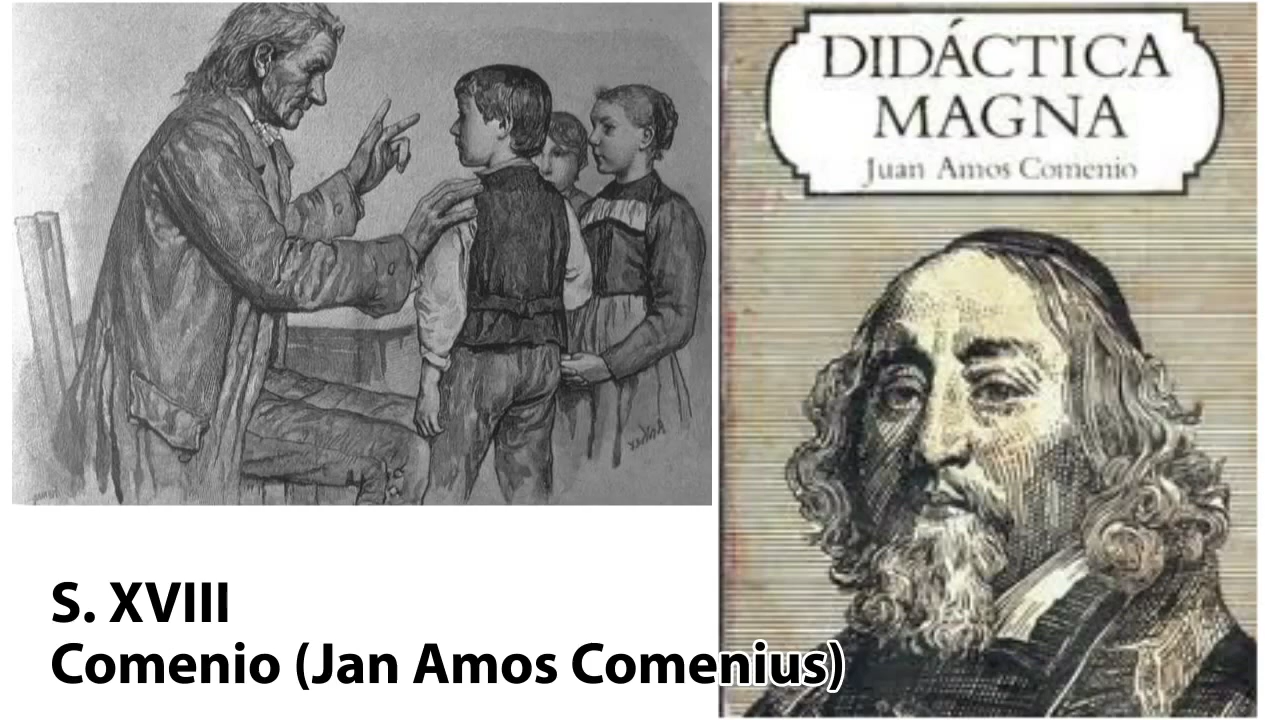 DIDÁCTICA
MAGNA
Juan Amos Comenio
S. XVIII
Comenio (Jan Amos Comenius)